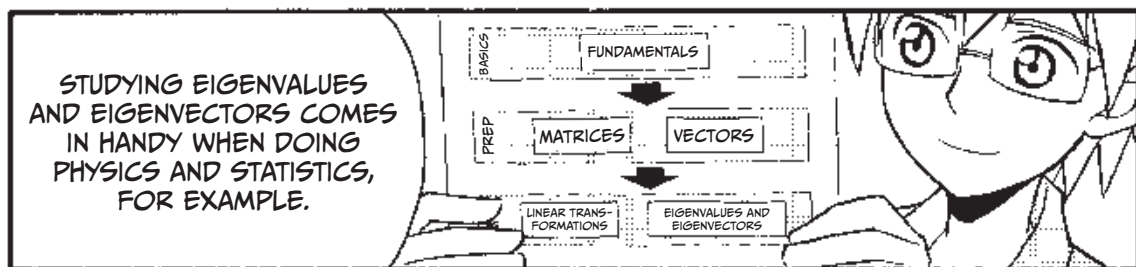 STUDYING EIGENVALUES
AND EIGENVECTORS COMES
IN HANDY WHEN DOING
PHYSICS AND STATISTICS,
FOR EXAMPLE.
BASICS
FUNDAMENTALS
PREP
MATRICES
VECTORS
LINEAR TRANS-
FORMATIONS
EIGENVALUES AND
EIGENVECTORS